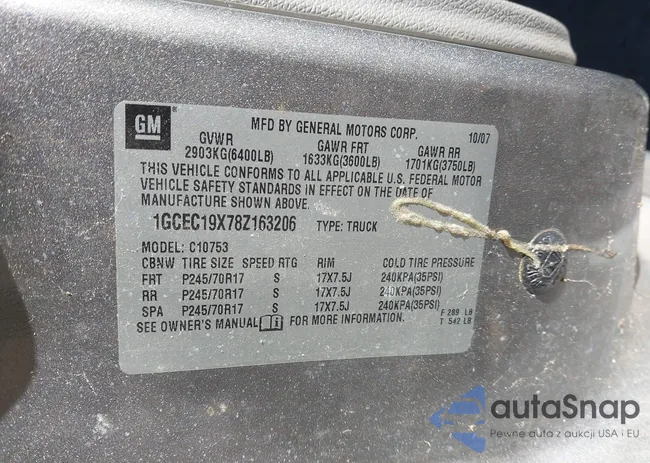 GM
MFD BY GENERAL MOTORS CORP. 10/07
GVWR GAWR FRT GAWR RR
2903KG(6400LB) 1633KG(3600LB) 1701KG(3750LB)
THIS VEHICLE CONFORMS TO ALL APPLICABLE U.S. FEDERAL MOTOR
VEHICLE SAFETY STANDARDS IN EFFECT ON THE DATE OF
MANUFACTURE SHOWN ABOVE.
1GCEC19X78Z163206 TYPE: TRUCK
MODEL: C10753
CBNW TIRE SIZE SPEED RTG RIM COLD TIRE PRESSURE
FRT P245/70R17 S 17X7.5J 240KPA(35PSI)
RR P245/70R17 S 17X7.5J 240KPA(35PSI)
SPA P245/70R17 S 17X7.5J 240KPA(35PSI)
SEE OWNER'S MANUAL i FOR MORE INFORMATION.
F 289 LB
T 542 LB
autaSnap
Pewne auta z aukcji USA i EU